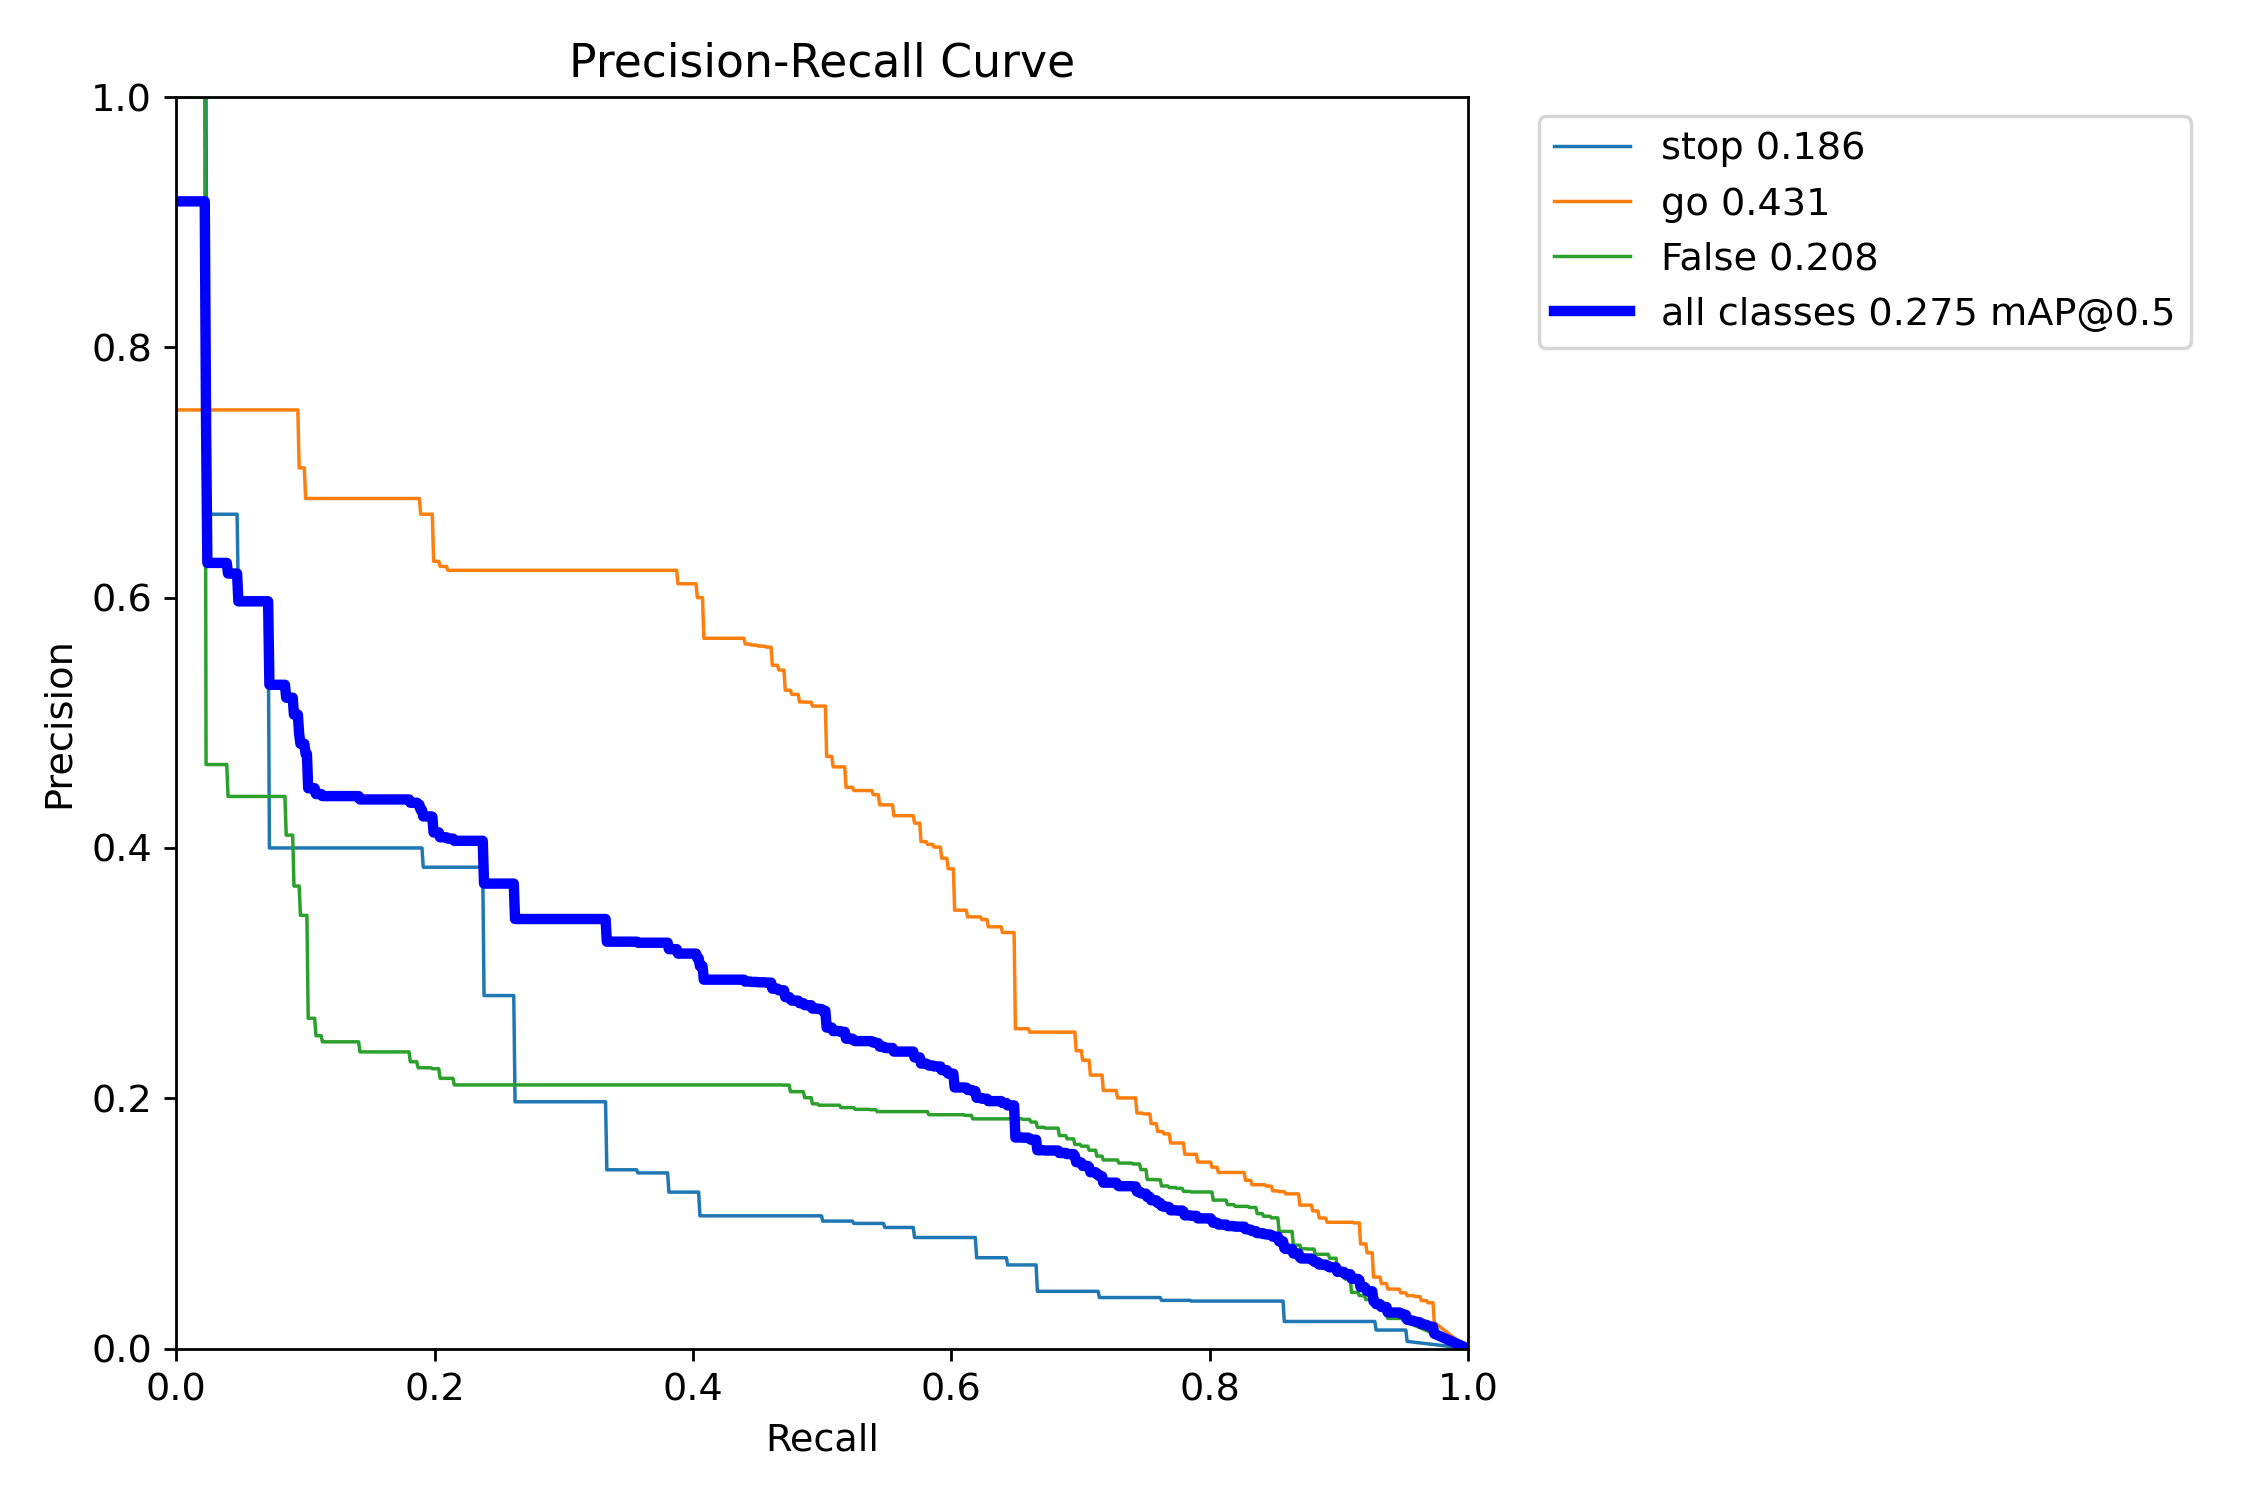 Precision-Recall Curve
1.0
0.8
0.6
0.4
0.2
0.0
Precision
0.0 0.2 0.4 0.6 0.8 1.0
Recall
stop 0.186
go 0.431
False 0.208
all classes 0.275 mAP@0.5